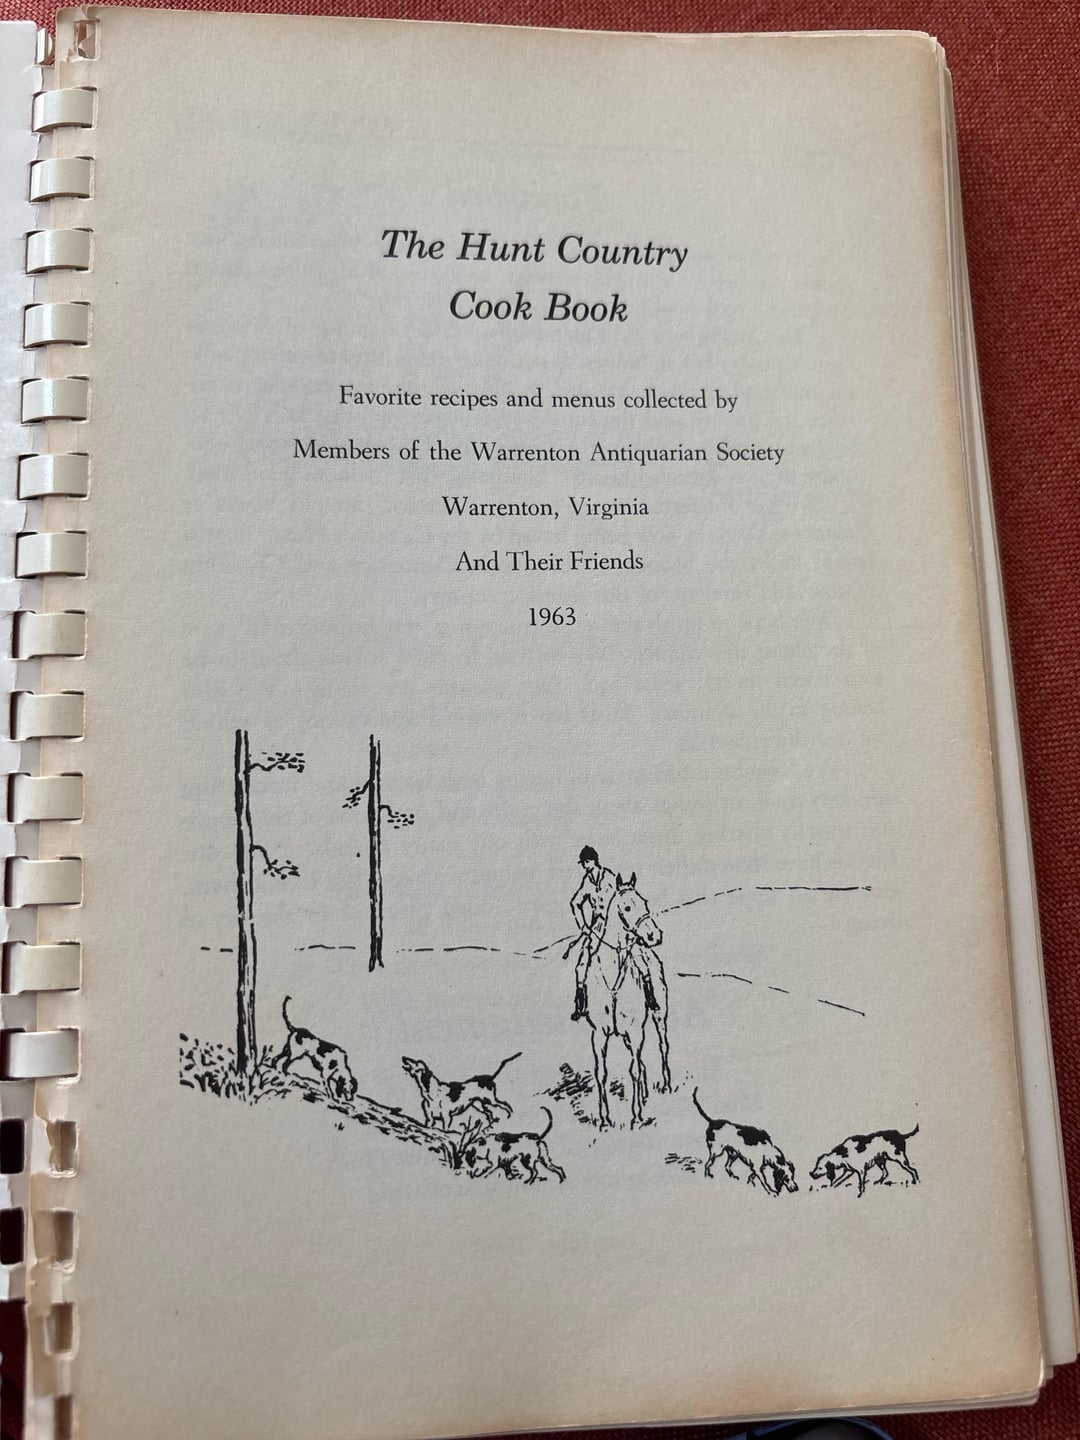 The Hunt Country
Cook Book
Favorite recipes and menus collected by
Members of the Warrenton Antiquarian Society
Warrenton, Virginia
And Their Friends
1963